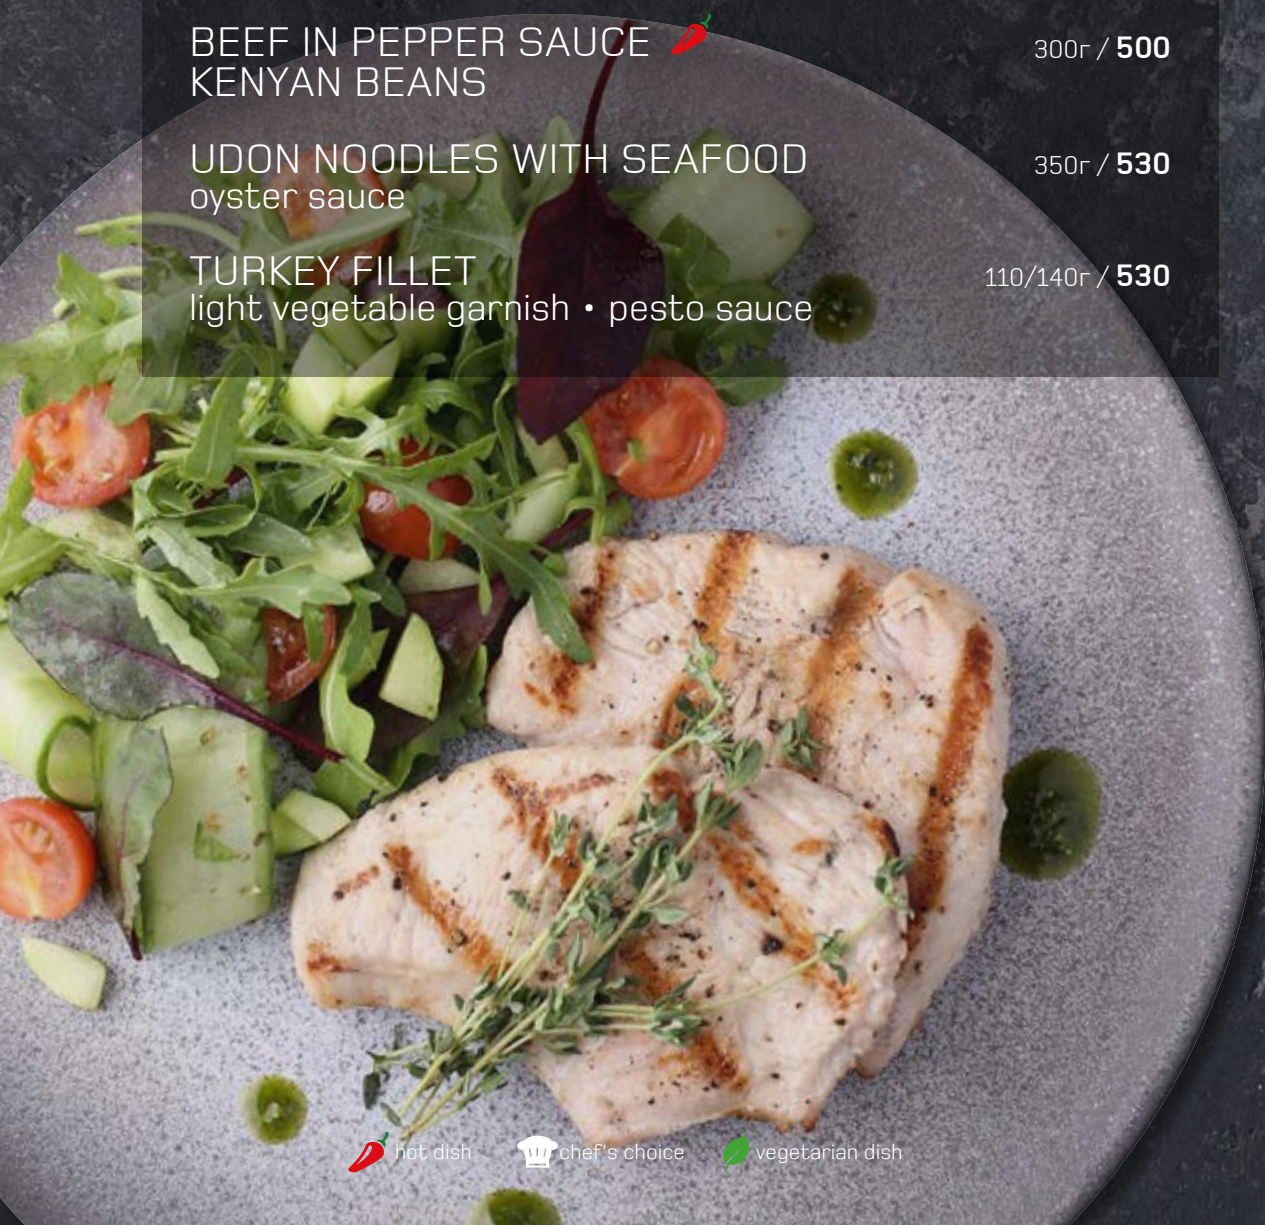 BEEF IN PEPPER SAUCE 300г / 500
KENYAN BEANS
UDON NOODLES WITH SEAFOOD 350г / 530
oyster sauce
TURKEY FILLET 110/140г / 530
light vegetable garnish • pesto sauce
hot dish chef's choice vegetarian dish